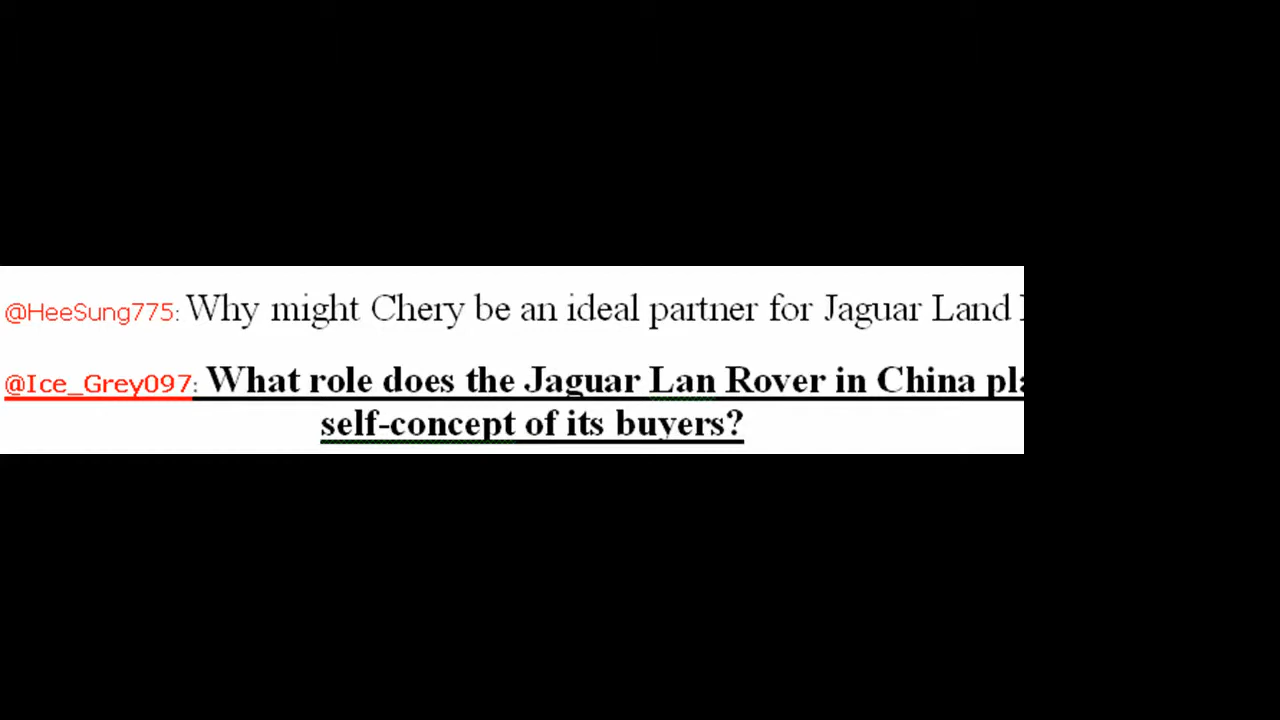 @HeeSung775: Why might Chery be an ideal partner for Jaguar Land
@Ice_Grey097: What role does the Jaguar Lan Rover in China pla
self-concept of its buyers?